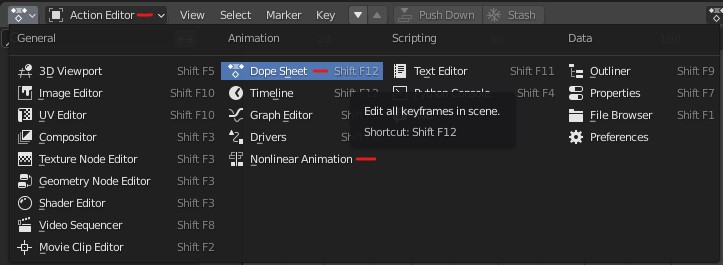 Action Editor View Select Marker Key Push Down Stash
General Animation Scripting Data
3D Viewport Shift F5 Dope Sheet Shift F12 Text Editor Shift F11 Outliner Shift F9
Image Editor Shift F10 Timeline Shift F12 Python Console Shift F4 Properties Shift F7
UV Editor Shift F10 Graph Editor File Browser Shift F1
Edit all keyframes in scene.
Compositor Shift F3 Drivers Preferences
Shortcut: Shift F12
Texture Node Editor Shift F3 Nonlinear Animation
Geometry Node Editor Shift F3
Shader Editor Shift F3
Video Sequencer Shift F8
Movie Clip Editor Shift F2